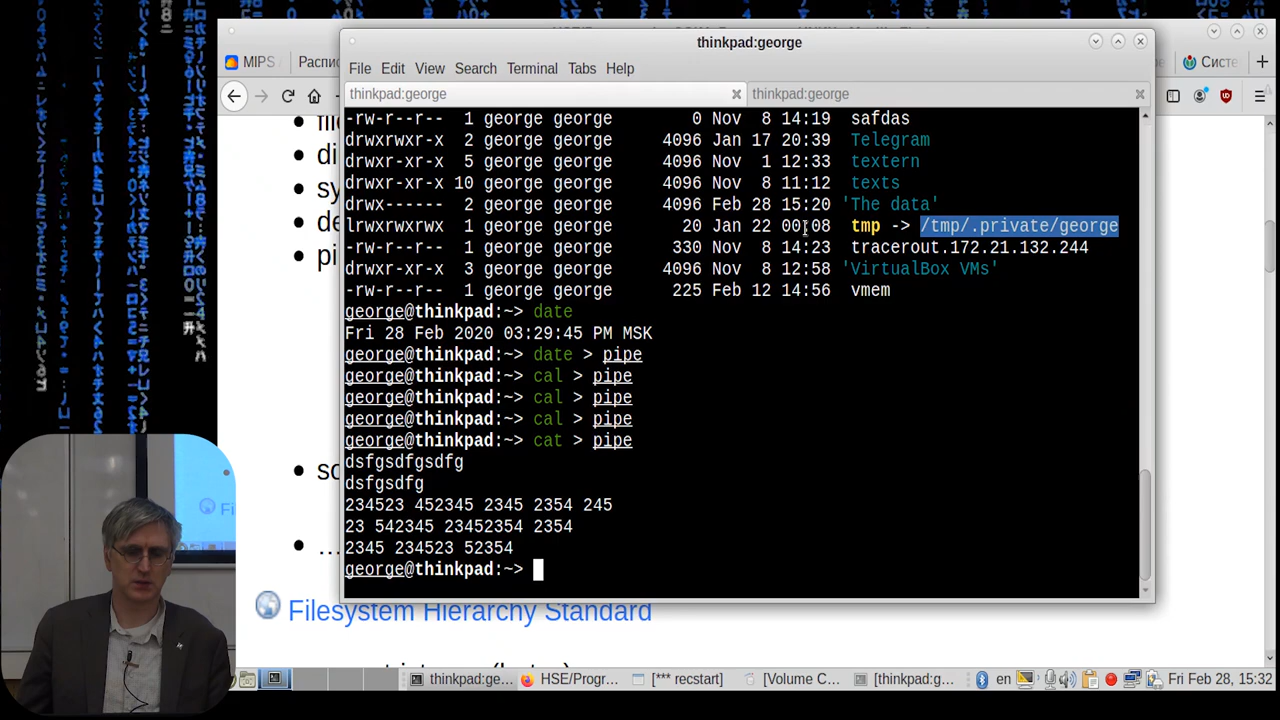 thinkpad:george
MIPS
Распис
Систе
File Edit View Search Terminal Tabs Help
thinkpad:george
thinkpad:george
-rw-r--r-- 1 george george 0 Nov 8 14:19 safdas
drwxrwxr-x 2 george george 4096 Jan 17 20:39 Telegram
drwxr-xr-x 5 george george 4096 Nov 1 12:33 textern
drwxr-xr-x 10 george george 4096 Nov 8 11:12 texts
drwx------ 2 george george 4096 Feb 28 15:20 'The data'
lrwxrwxrwx 1 george george 20 Jan 22 00:08 tmp -> /tmp/.private/george
-rw-r--r-- 1 george george 330 Nov 8 14:23 tracerout.172.21.132.244
drwxr-xr-x 3 george george 4096 Nov 8 12:58 'VirtualBox VMs'
-rw-r--r-- 1 george george 225 Feb 12 14:56 vmem
george@thinkpad:~> date
Fri 28 Feb 2020 03:29:45 PM MSK
george@thinkpad:~> date > pipe
george@thinkpad:~> cal > pipe
george@thinkpad:~> cal > pipe
george@thinkpad:~> cal > pipe
george@thinkpad:~> cat > pipe
dsfgsdfgsdfg
dsfgsdfg
234523 452345 2345 2354 245
23 542345 23452354 2354
2345 234523 52354
george@thinkpad:~>
Filesystem Hierarchy Standard
thinkpad:ge...
HSE/Progr...
[*** recstart]
[Volume C...
[thinkpad:g...
en
Fri Feb 28, 15:32